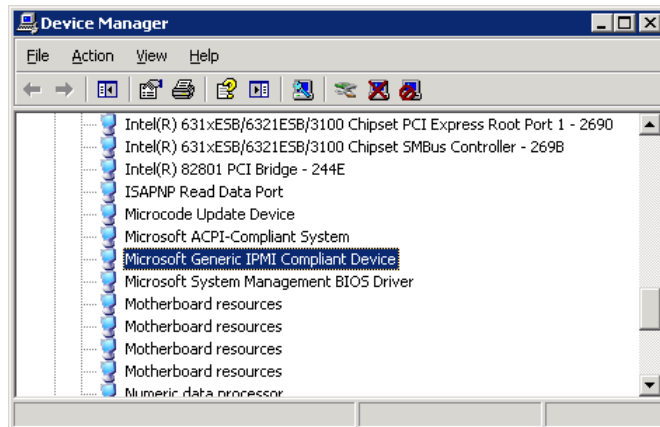 Device Manager
File Action View Help
Intel(R) 631xESB/6321ESB/3100 Chipset PCI Express Root Port 1 - 2690
Intel(R) 631xESB/6321ESB/3100 Chipset SMBus Controller - 269B
Intel(R) 82801 PCI Bridge - 244E
ISAPNP Read Data Port
Microcode Update Device
Microsoft ACPI-Compliant System
Microsoft Generic IPMI Compliant Device
Microsoft System Management BIOS Driver
Motherboard resources
Motherboard resources
Motherboard resources
Motherboard resources
Numeric data processor